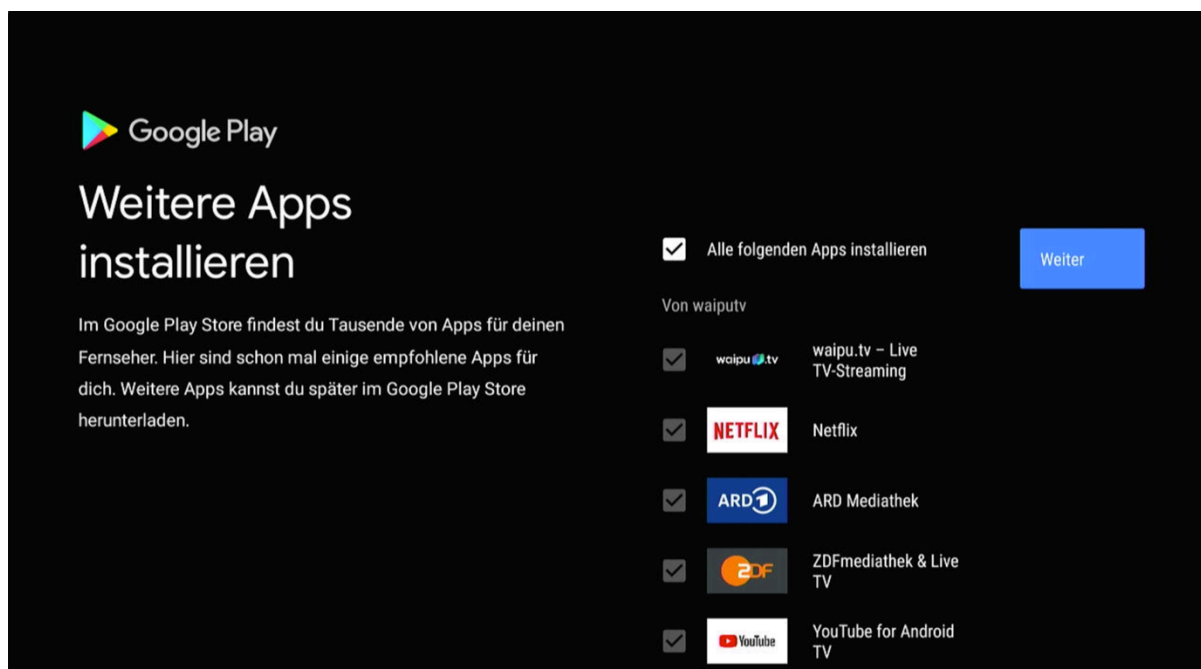 Google Play
Weitere Apps
installieren
Im Google Play Store findest du Tausende von Apps für deinen
Fernseher. Hier sind schon mal einige empfohlene Apps für
dich. Weitere Apps kannst du später im Google Play Store
herunterladen.
Alle folgenden Apps installieren
Weiter
Von waiputv
waipu.tv
waipu.tv – Live
TV-Streaming
NETFLIX
Netflix
ARD 1
ARD Mediathek
ZDF
ZDFmediathek & Live
TV
YouTube
YouTube for Android
TV